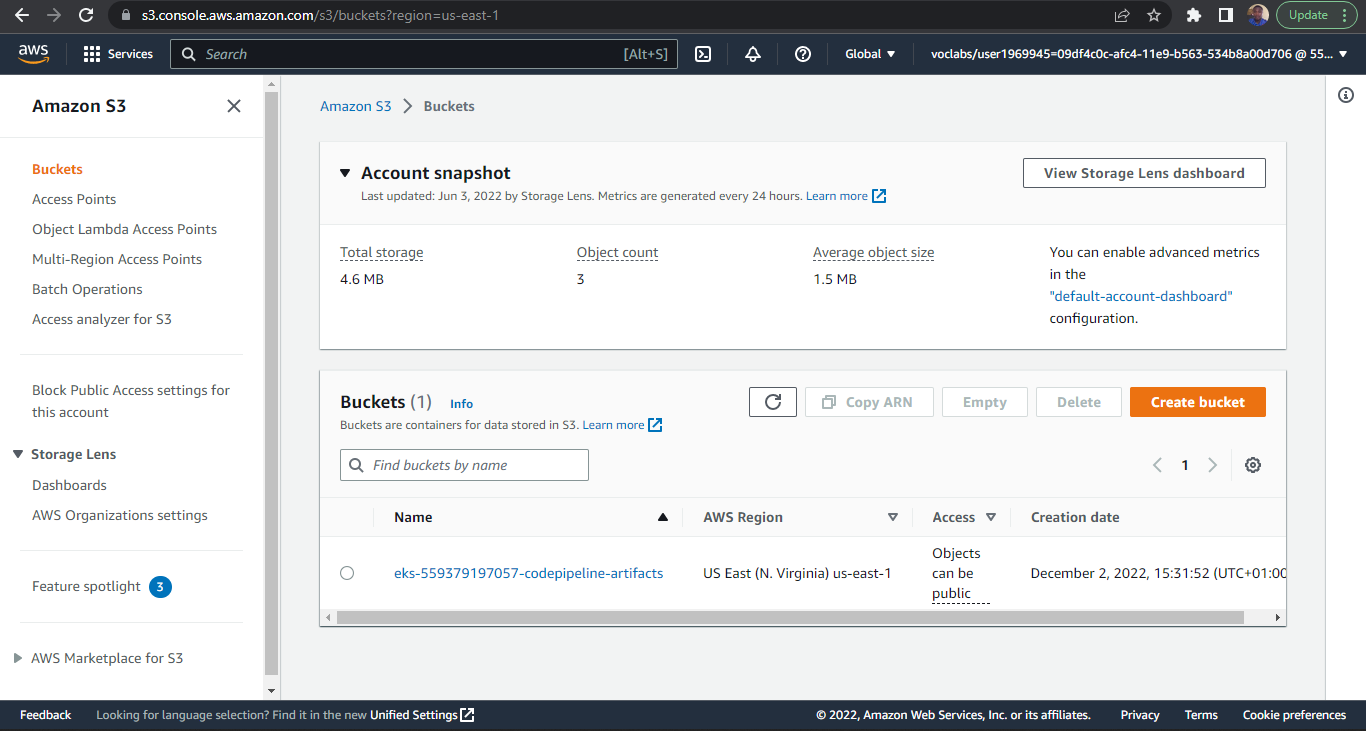 s3.console.aws.amazon.com/s3/buckets?region=us-east-1
Update
aws
Services
Search
[Alt+S]
Global
voclabs/user1969945=09df4c0c-afc4-11e9-b563-534b8a00d706 @ 55...
Amazon S3
Buckets
Access Points
Object Lambda Access Points
Multi-Region Access Points
Batch Operations
Access analyzer for S3
Block Public Access settings for
this account
Storage Lens
Dashboards
AWS Organizations settings
Feature spotlight 3
AWS Marketplace for S3
Amazon S3 > Buckets
Account snapshot
Last updated: Jun 3, 2022 by Storage Lens. Metrics are generated every 24 hours. Learn more
View Storage Lens dashboard
Total storage
4.6 MB
Object count
3
Average object size
1.5 MB
You can enable advanced metrics
in the
"default-account-dashboard"
configuration.
Buckets (1) Info
Buckets are containers for data stored in S3. Learn more
Copy ARN
Empty
Delete
Create bucket
Find buckets by name
1
Name
AWS Region
Access
Creation date
eks-559379197057-codepipeline-artifacts
US East (N. Virginia) us-east-1
Objects
can be
public
December 2, 2022, 15:31:52 (UTC+01:00
Feedback
Looking for language selection? Find it in the new Unified Settings
© 2022, Amazon Web Services, Inc. or its affiliates.
Privacy
Terms
Cookie preferences